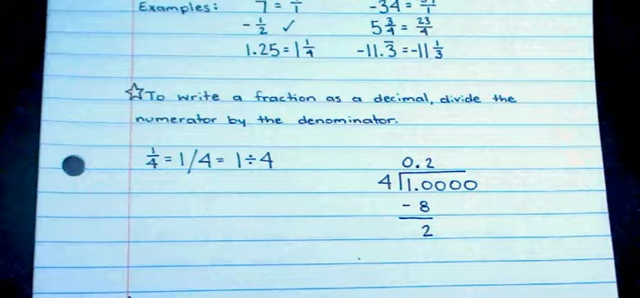 Examples: 7 = 7/1 -34 =
-1/2 ✓ 5 3/4 = 23/4
1.25 = 1 1/4 -11.3̅ = -11 1/3
☆To write a fraction as a decimal, divide the
numerator by the denominator.
1/4 = 1/4 = 1÷4
0.2
4 1.0000
- 8
2